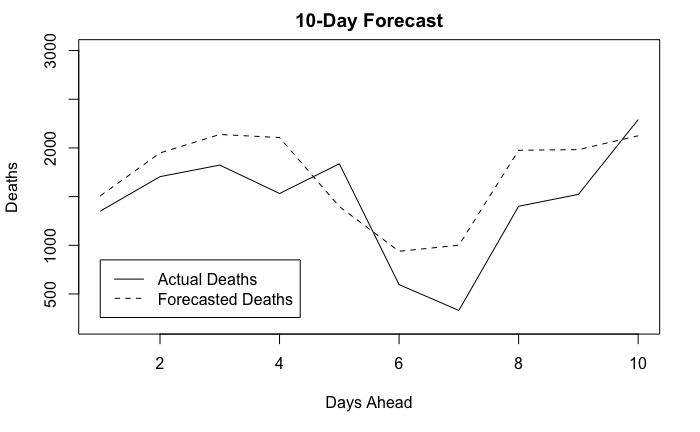 10-Day Forecast
3000
2000
1000
500
Deaths
Actual Deaths
Forecasted Deaths
2 4 6 8 10
Days Ahead